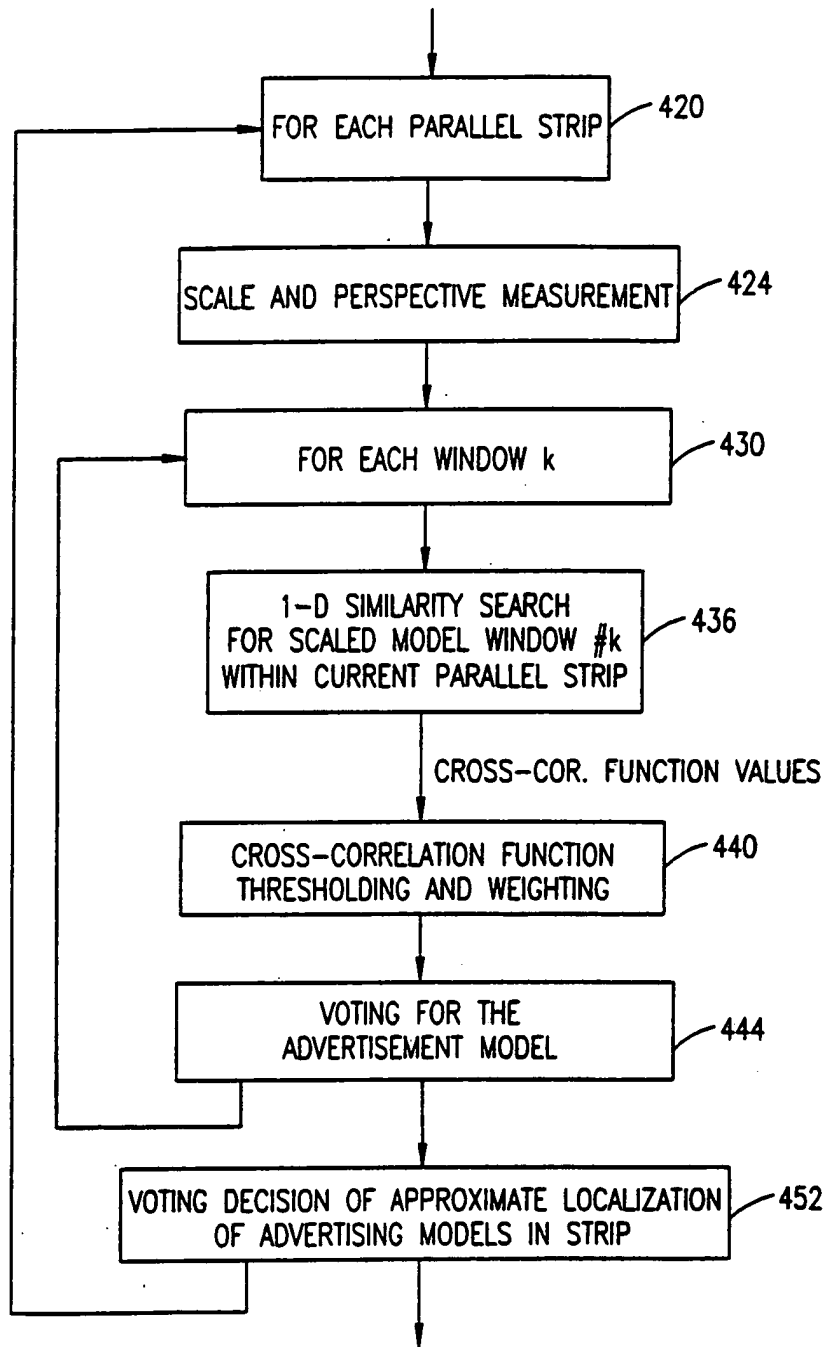 FOR EACH PARALLEL STRIP
420
SCALE AND PERSPECTIVE MEASUREMENT
424
FOR EACH WINDOW k
430
1-D SIMILARITY SEARCH
FOR SCALED MODEL WINDOW #k
WITHIN CURRENT PARALLEL STRIP
436
CROSS-COR. FUNCTION VALUES
CROSS-CORRELATION FUNCTION
THRESHOLDING AND WEIGHTING
440
VOTING FOR THE
ADVERTISEMENT MODEL
444
VOTING DECISION OF APPROXIMATE LOCALIZATION
OF ADVERTISING MODELS IN STRIP
452